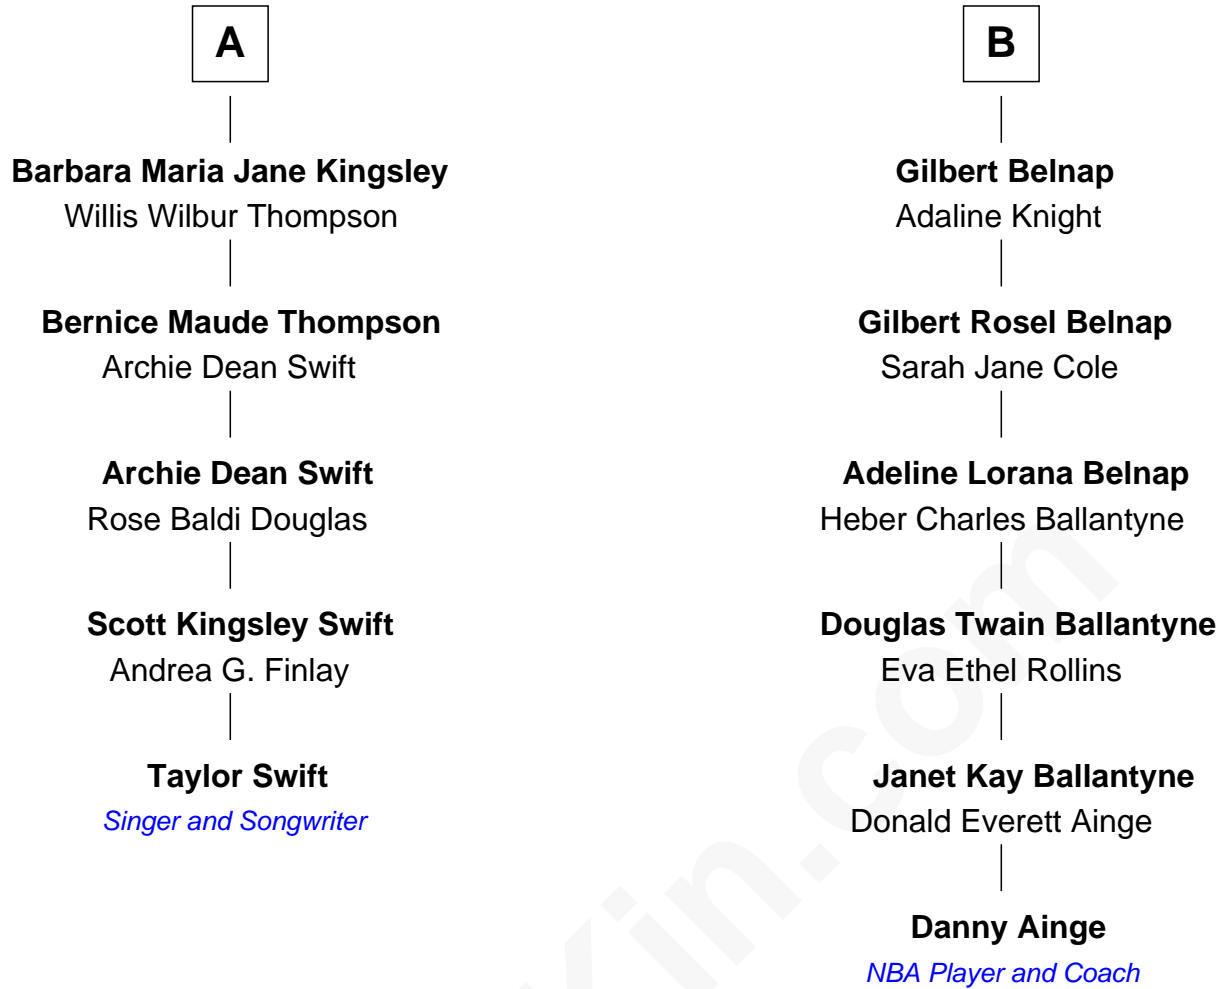 A
Barbara Maria Jane Kingsley
Willis Wilbur Thompson
Bernice Maude Thompson
Archie Dean Swift
Archie Dean Swift
Rose Baldi Douglas
Scott Kingsley Swift
Andrea G. Finlay
Taylor Swift
Singer and Songwriter
B
Gilbert Belnap
Adaline Knight
Gilbert Rosel Belnap
Sarah Jane Cole
Adeline Lorana Belnap
Heber Charles Ballantyne
Douglas Twain Ballantyne
Eva Ethel Rollins
Janet Kay Ballantyne
Donald Everett Ainge
Danny Ainge
NBA Player and Coach
Kin.com